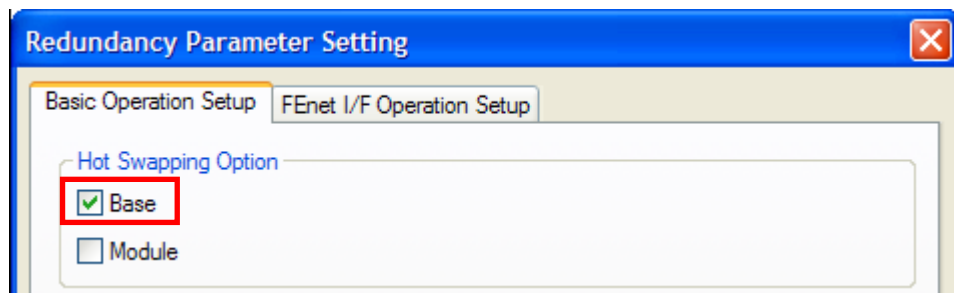 Redundancy Parameter Setting
Basic Operation Setup FEnet I/F Operation Setup
Hot Swapping Option
Base
Module